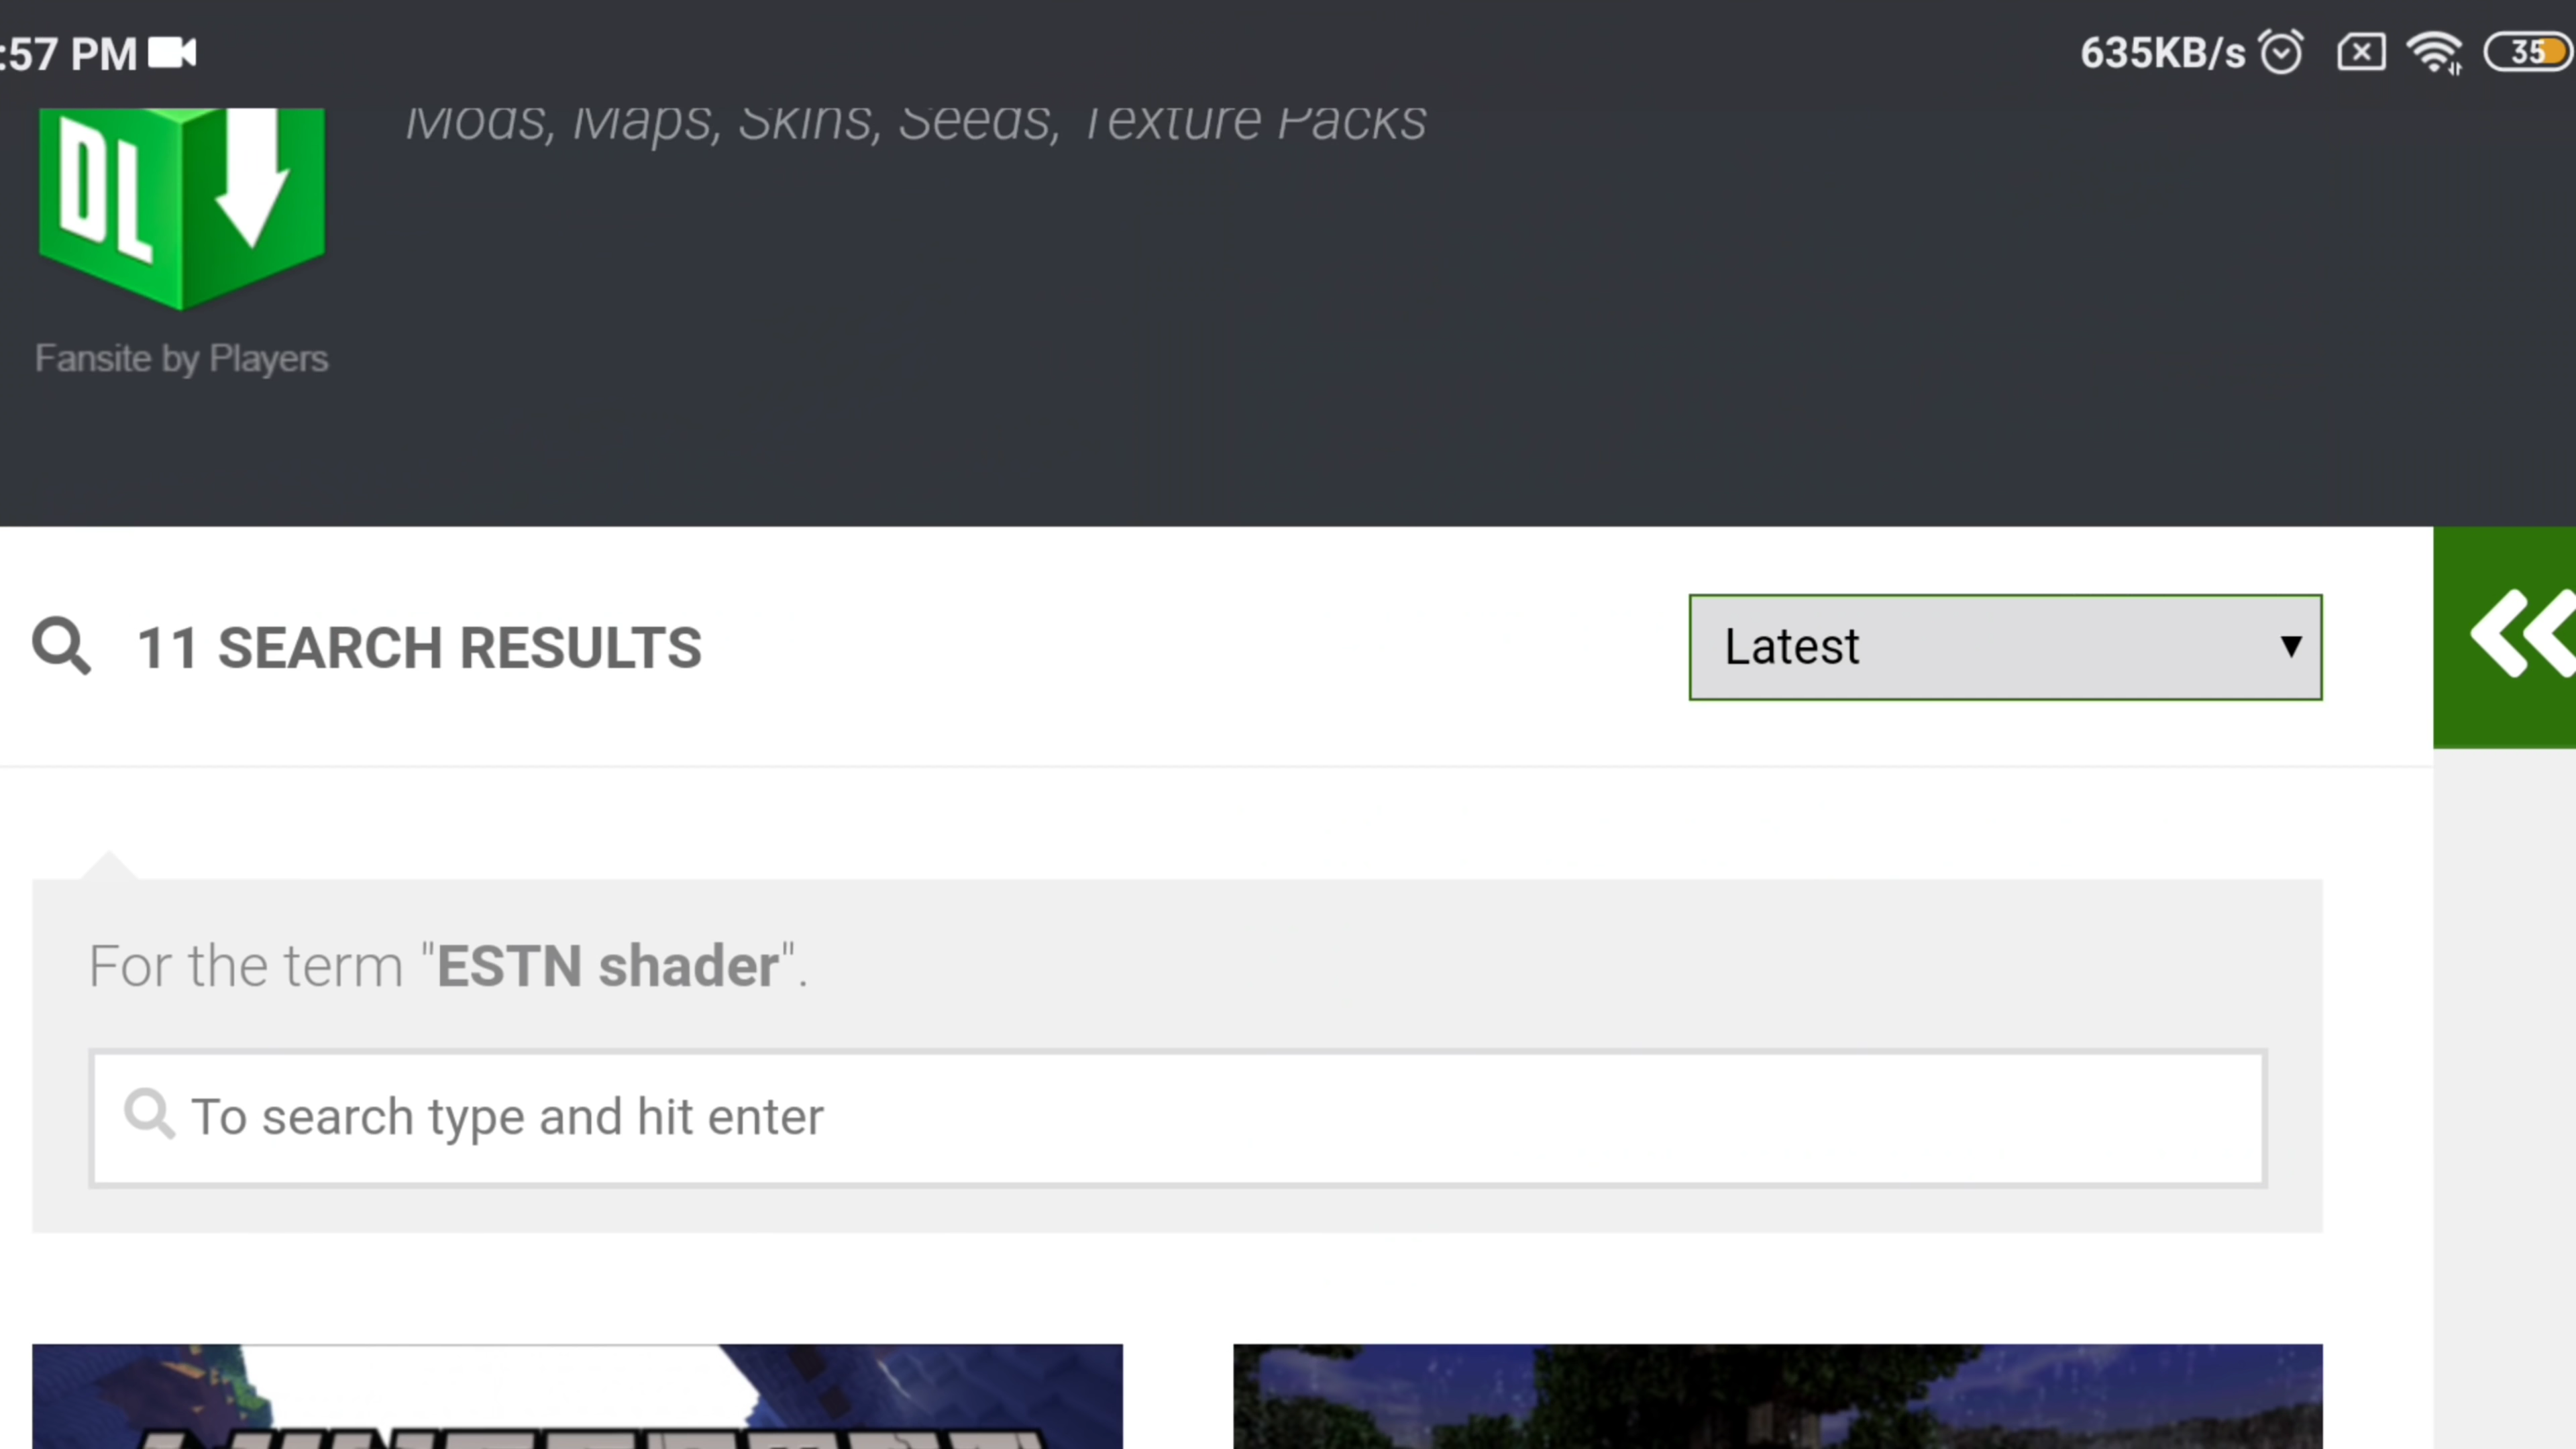 :57 PM
635KB/s
35
Mods, Maps, Skins, Seeds, Texture Packs
DL
Fansite by Players
11 SEARCH RESULTS
Latest
For the term "ESTN shader".
To search type and hit enter